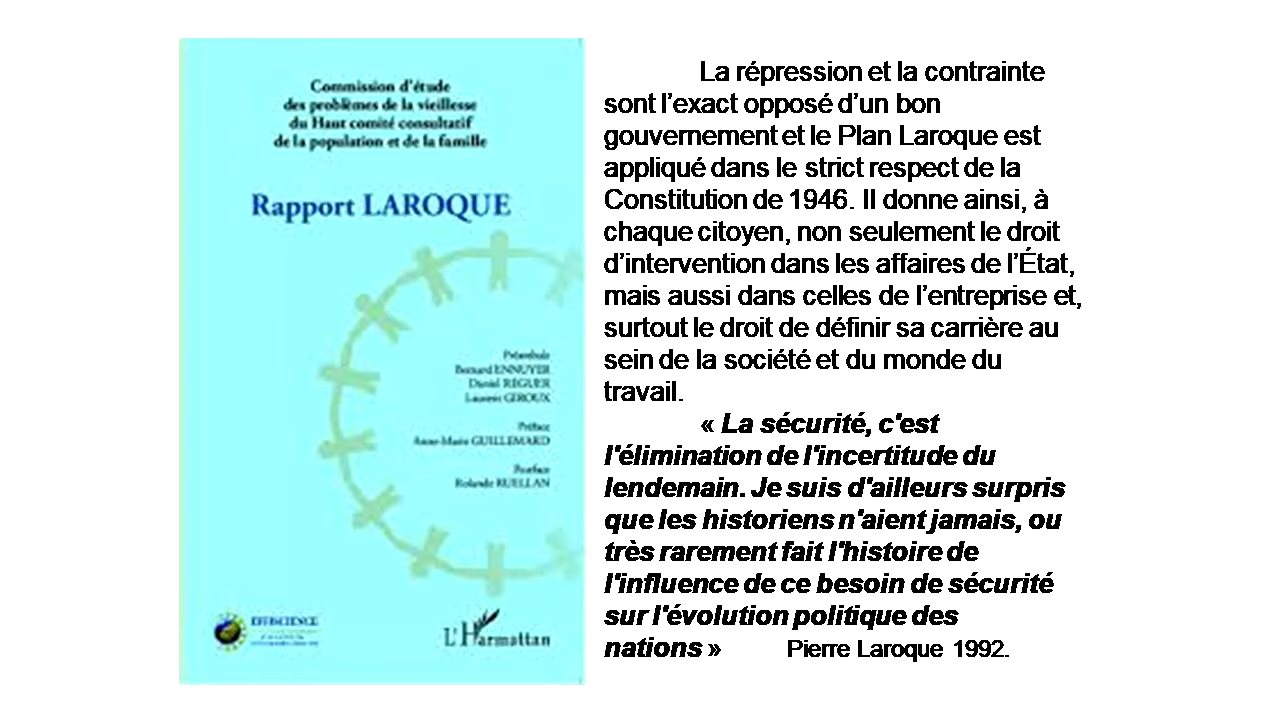 Commission d'étude
des problèmes de la vieillesse
du Haut comité consultatif
de la population et de la famille
Rapport LAROQUE
Préambule
Bernard ENNUYER
Daniel REGUER
Laurent GIROUX
Préface
Anne-Marie GUILLEMARD
Postface
Rolande RUELLAN
EFFISCIENCE
L'Harmattan
La répression et la contrainte
sont l'exact opposé d'un bon
gouvernement et le Plan Laroque est
appliqué dans le strict respect de la
Constitution de 1946. Il donne ainsi, à
chaque citoyen, non seulement le droit
d'intervention dans les affaires de l'État,
mais aussi dans celles de l'entreprise et,
surtout le droit de définir sa carrière au
sein de la société et du monde du
travail.
« La sécurité, c'est
l'élimination de l'incertitude du
lendemain. Je suis d'ailleurs surpris
que les historiens n'aient jamais, ou
très rarement fait l'histoire de
l'influence de ce besoin de sécurité
sur l'évolution politique des
nations » Pierre Laroque 1992.